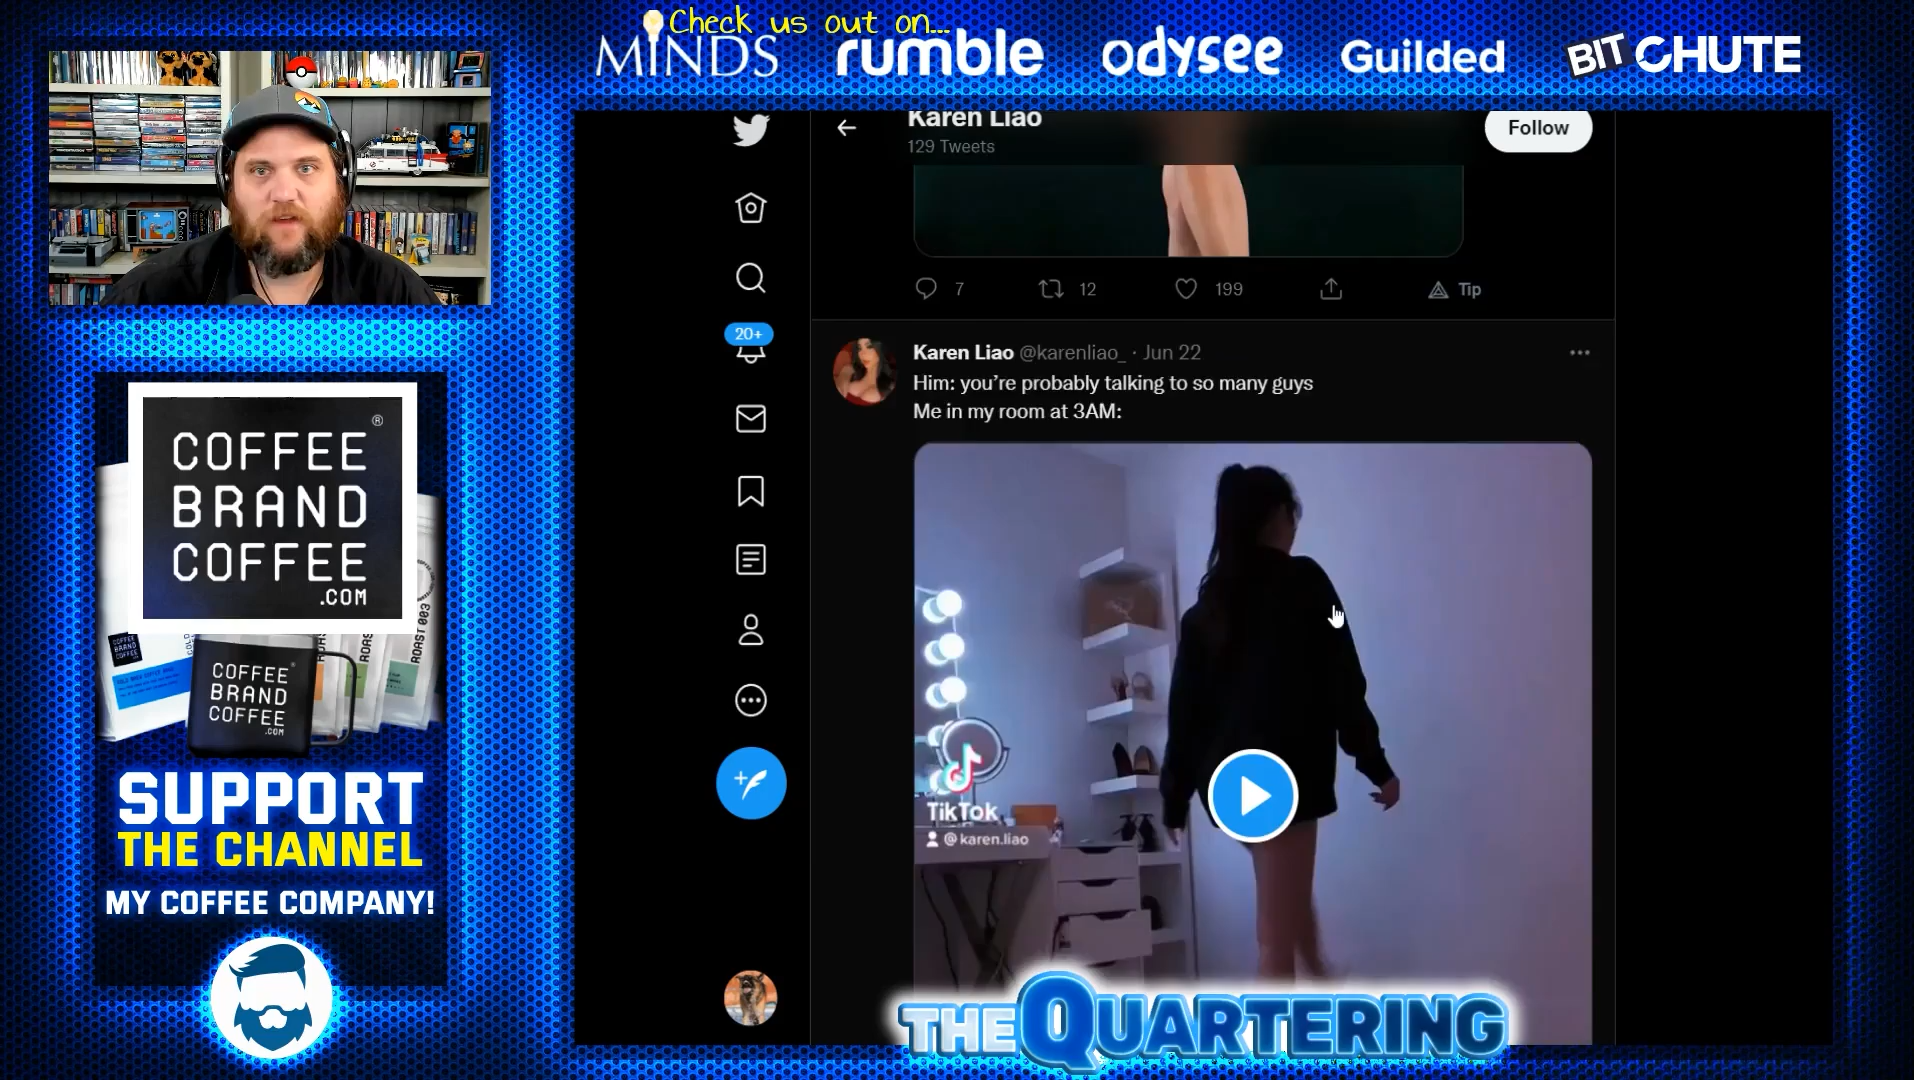 Check us out on...
MINDS
rumble
odysee
Guilded
BIT CHUTE
Karen Liao
129 Tweets
Follow
7
12
199
Tip
20+
Karen Liao @karenliao_ · Jun 22
Him: you’re probably talking to so many guys
Me in my room at 3AM:
TikTok
@karen.liao
COFFEE®
BRAND
COFFEE
.COM
ROAST 003
COFFEE®
BRAND
COFFEE
.COM
SUPPORT
THE CHANNEL
MY COFFEE COMPANY!
THE QUARTERING